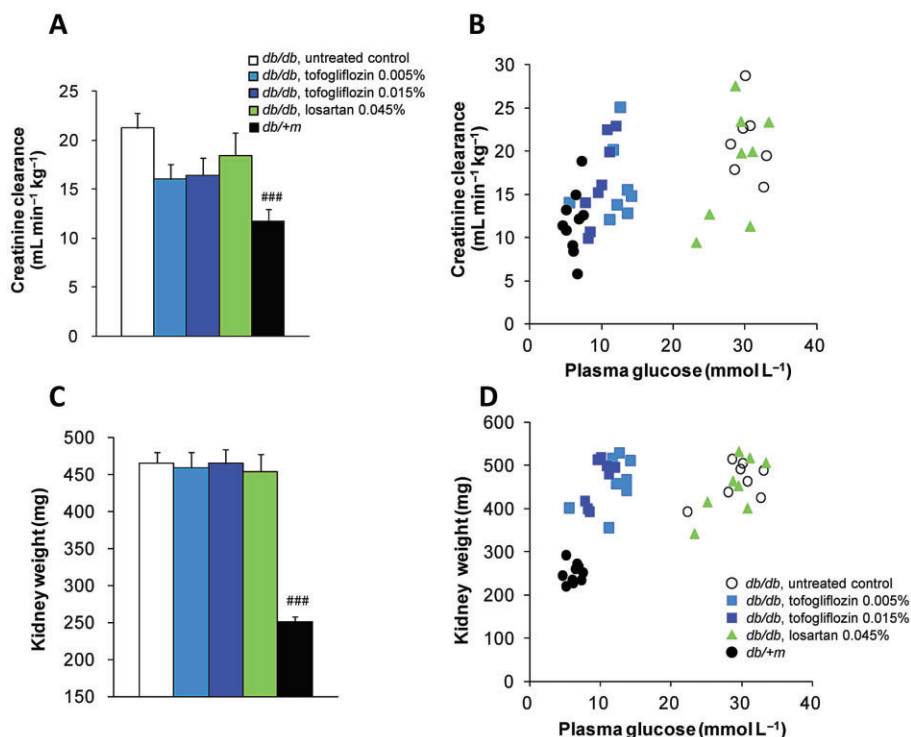 A
db/db, untreated control
db/db, tofogliflozin 0.005%
db/db, tofogliflozin 0.015%
db/db, losartan 0.045%
db/+m
25
20
15
10
5
0
Creatinine clearance
(mL min⁻¹ kg⁻¹)
###
B
30
25
20
15
10
5
0
Creatinine clearance
(mL min⁻¹ kg⁻¹)
0 10 20 30 40
Plasma glucose (mmol L⁻¹)
C
500
450
400
350
300
250
200
150
Kidney weight (mg)
###
D
600
500
400
300
200
100
0
Kidney weight (mg)
db/db, untreated control
db/db, tofogliflozin 0.005%
db/db, tofogliflozin 0.015%
db/db, losartan 0.045%
db/+m
0 10 20 30 40
Plasma glucose (mmol L⁻¹)